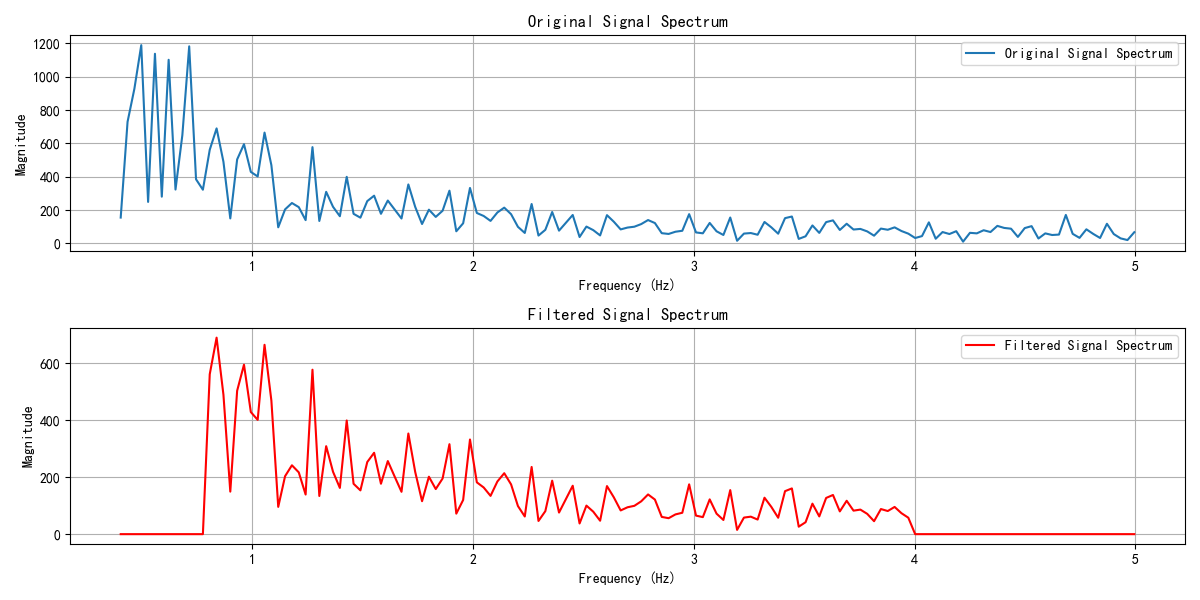 Original Signal Spectrum
1200
1000
800
600
400
200
0
Magnitude
Original Signal Spectrum
1 2 3 4 5
Frequency (Hz)
Filtered Signal Spectrum
600
400
200
0
Magnitude
Filtered Signal Spectrum
1 2 3 4 5
Frequency (Hz)